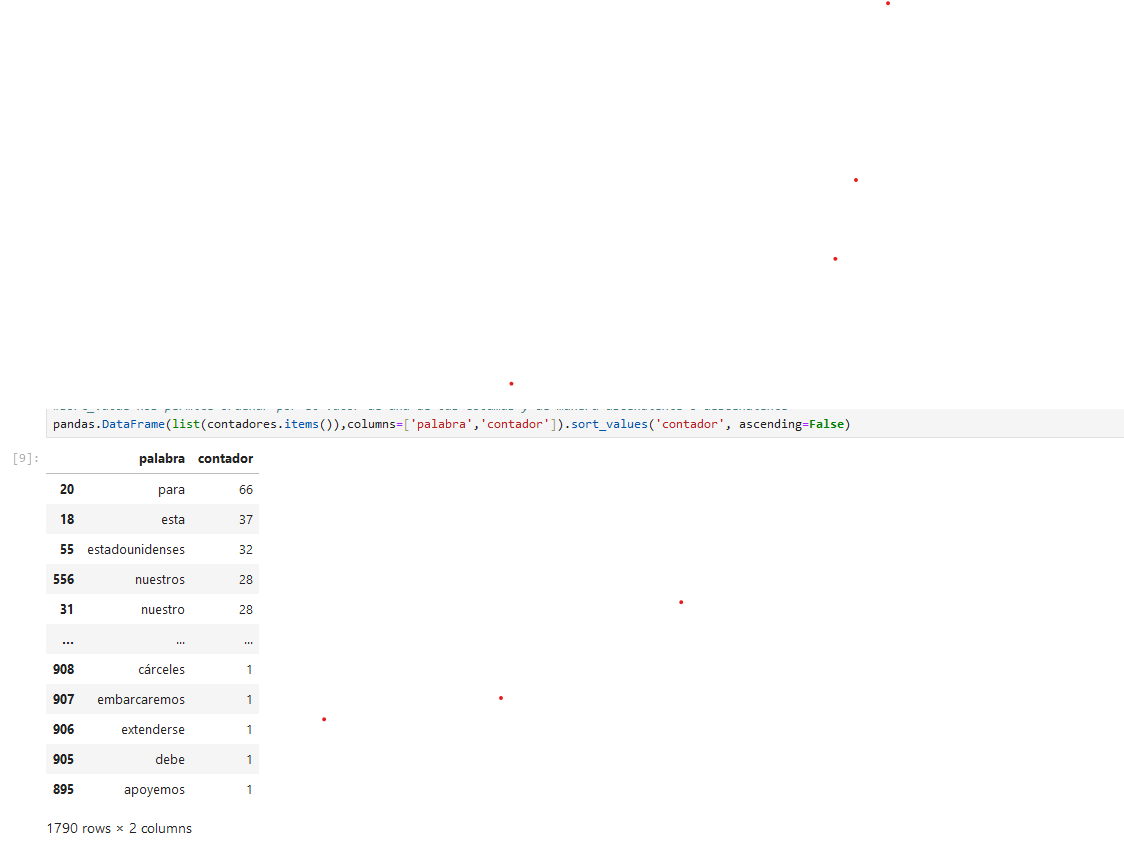 pandas.DataFrame(list(contadores.items()),columns=['palabra','contador']).sort_values('contador', ascending=False)
[9]:
palabra contador
20 para 66
18 esta 37
55 estadounidenses 32
556 nuestros 28
31 nuestro 28
... ... ...
908 cárceles 1
907 embarcaremos 1
906 extenderse 1
905 debe 1
895 apoyemos 1
1790 rows × 2 columns